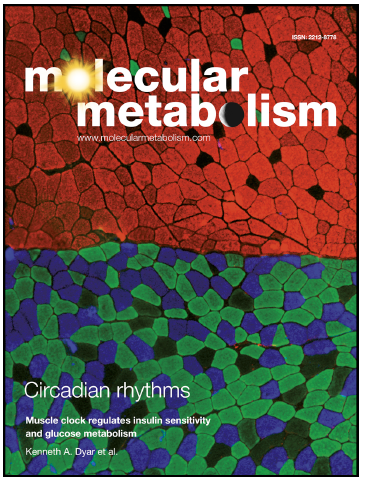 ISSN: 2212-8778
molecular
metabolism
www.molecularmetabolism.com
Circadian rhythms
Muscle clock regulates insulin sensitivity
and glucose metabolism
Kenneth A. Dyar et al.